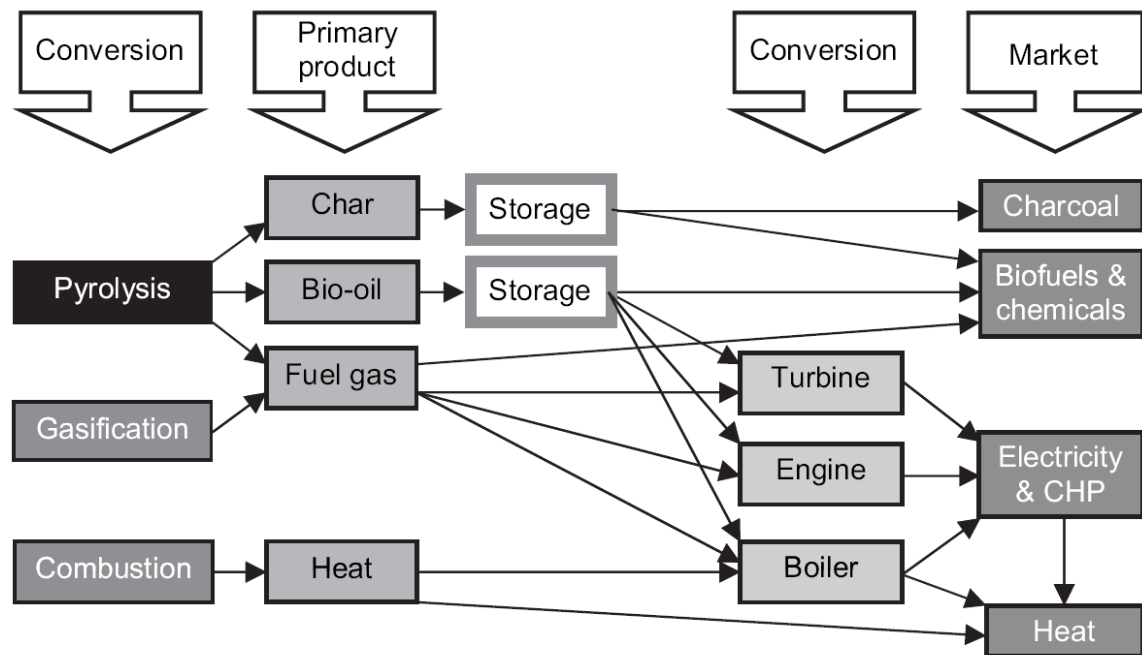 Conversion
Primary
product
Conversion
Market
Char
Storage
Charcoal
Pyrolysis
Bio-oil
Storage
Biofuels &
chemicals
Fuel gas
Turbine
Gasification
Engine
Electricity
& CHP
Combustion
Heat
Boiler
Heat